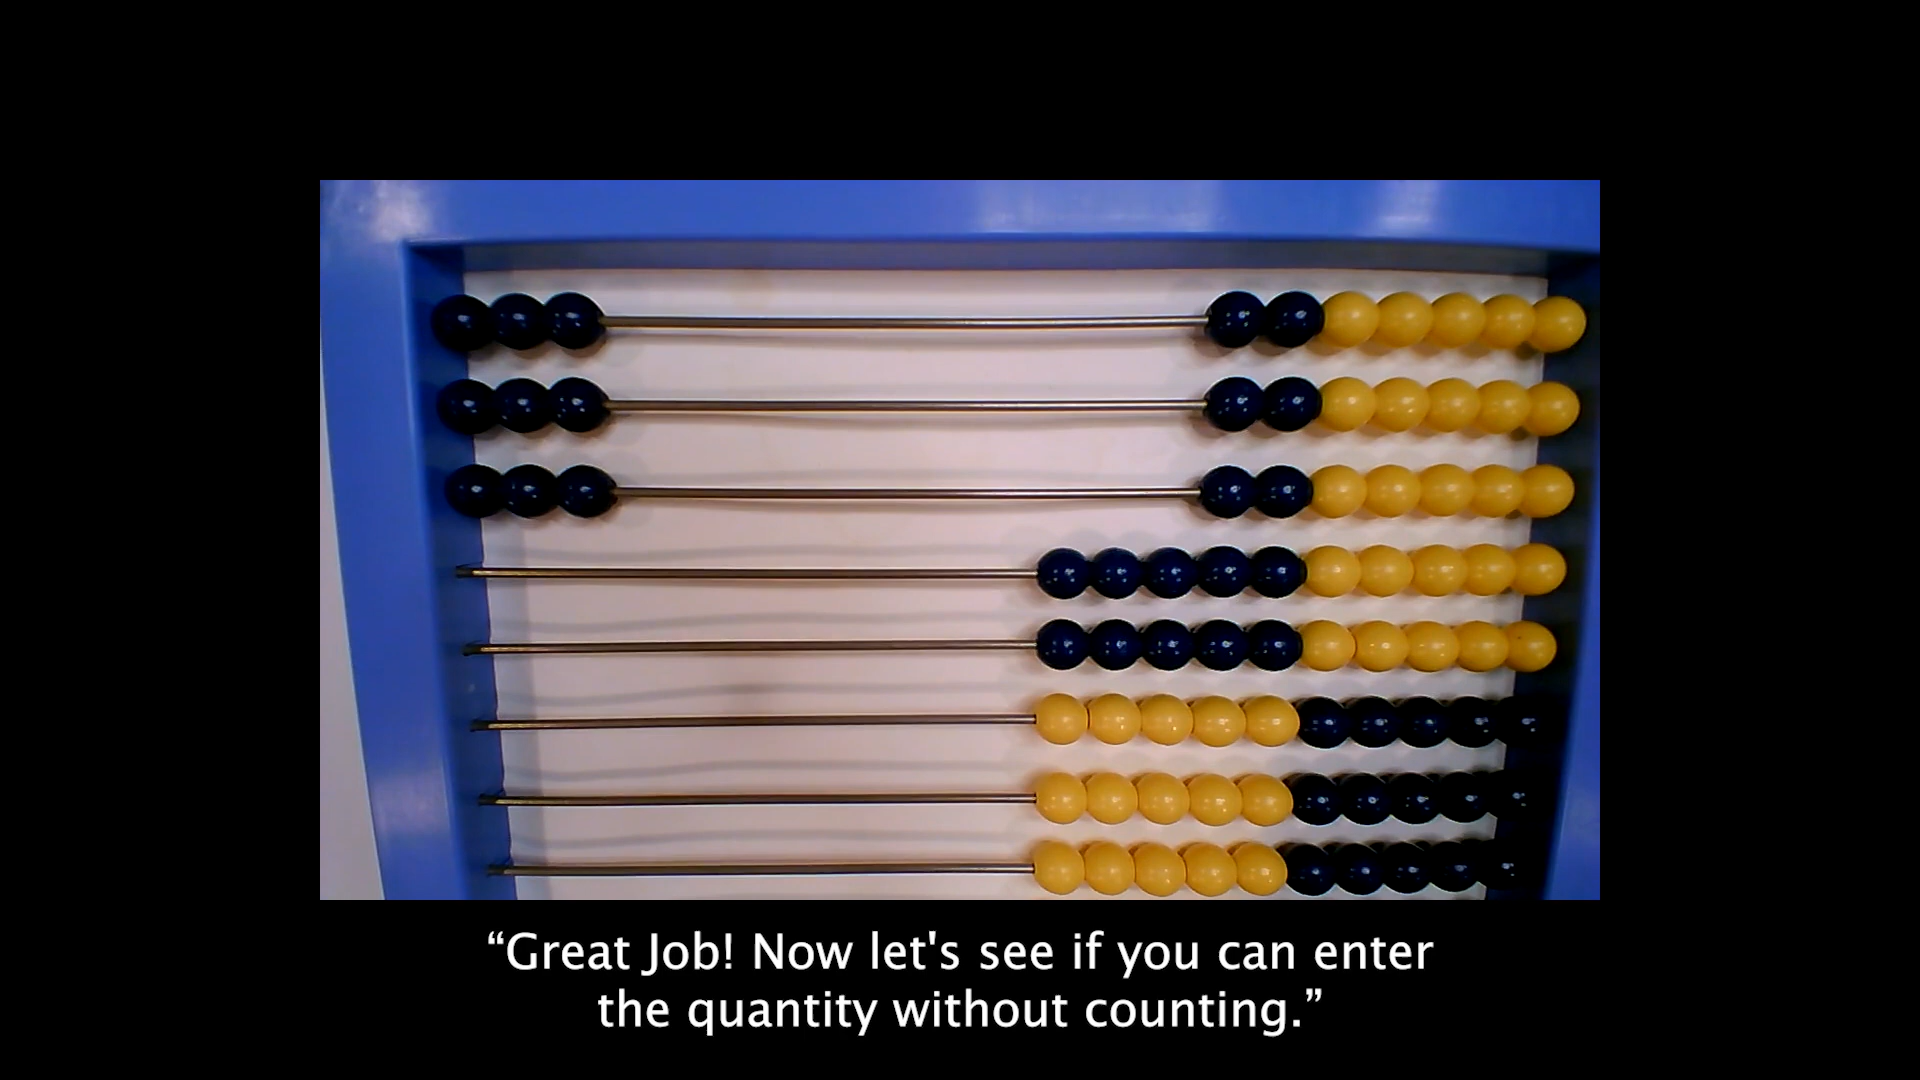 “Great Job! Now let's see if you can enter
the quantity without counting.”